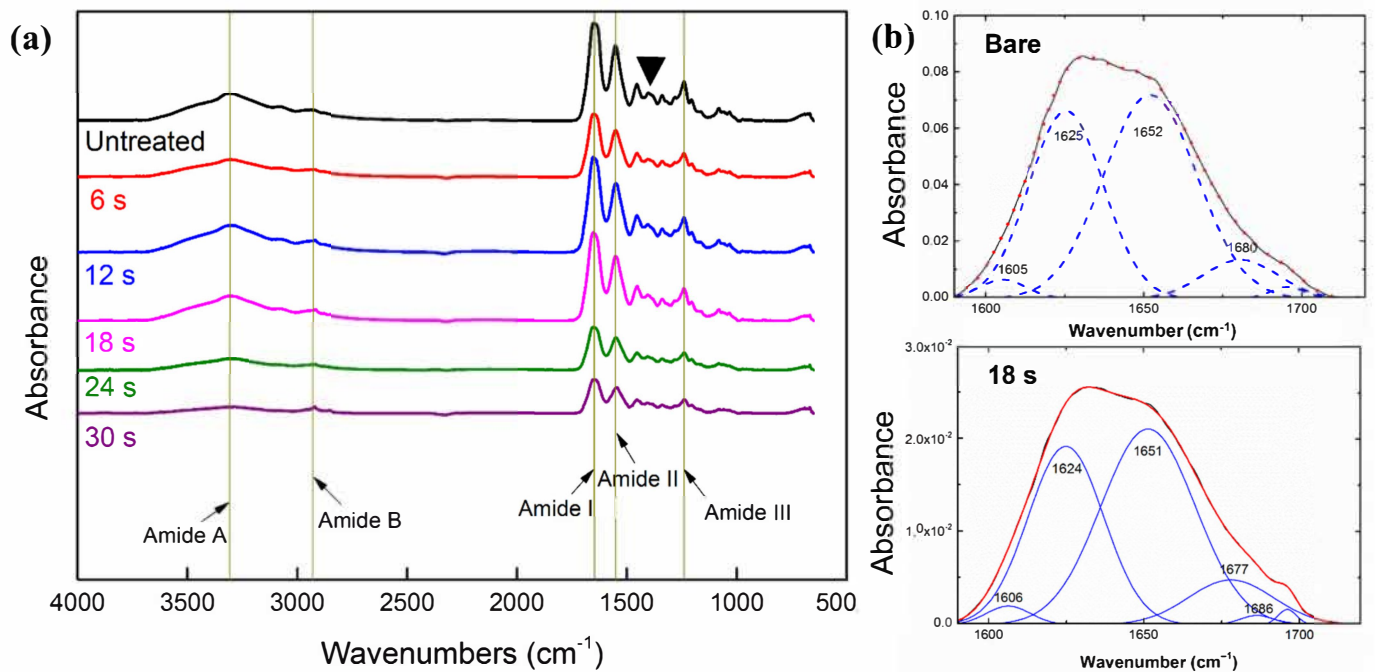 (a)
Absorbance
Untreated
6 s
12 s
18 s
24 s
30 s
Amide A
Amide B
Amide I
Amide II
Amide III
4000 3500 3000 2500 2000 1500 1000 500
Wavenumbers (cm⁻¹)
(b)
Bare
Absorbance
0.10
0.08
0.06
0.04
0.02
0.00
1605
1625
1652
1680
1600 1650 1700
Wavenumber (cm⁻¹)
18 s
Absorbance
3.0x10⁻²
2.0x10⁻²
1.0x10⁻²
0.0
1606
1624
1651
1677
1686
1600 1650 1700
Wavenumber (cm⁻¹)